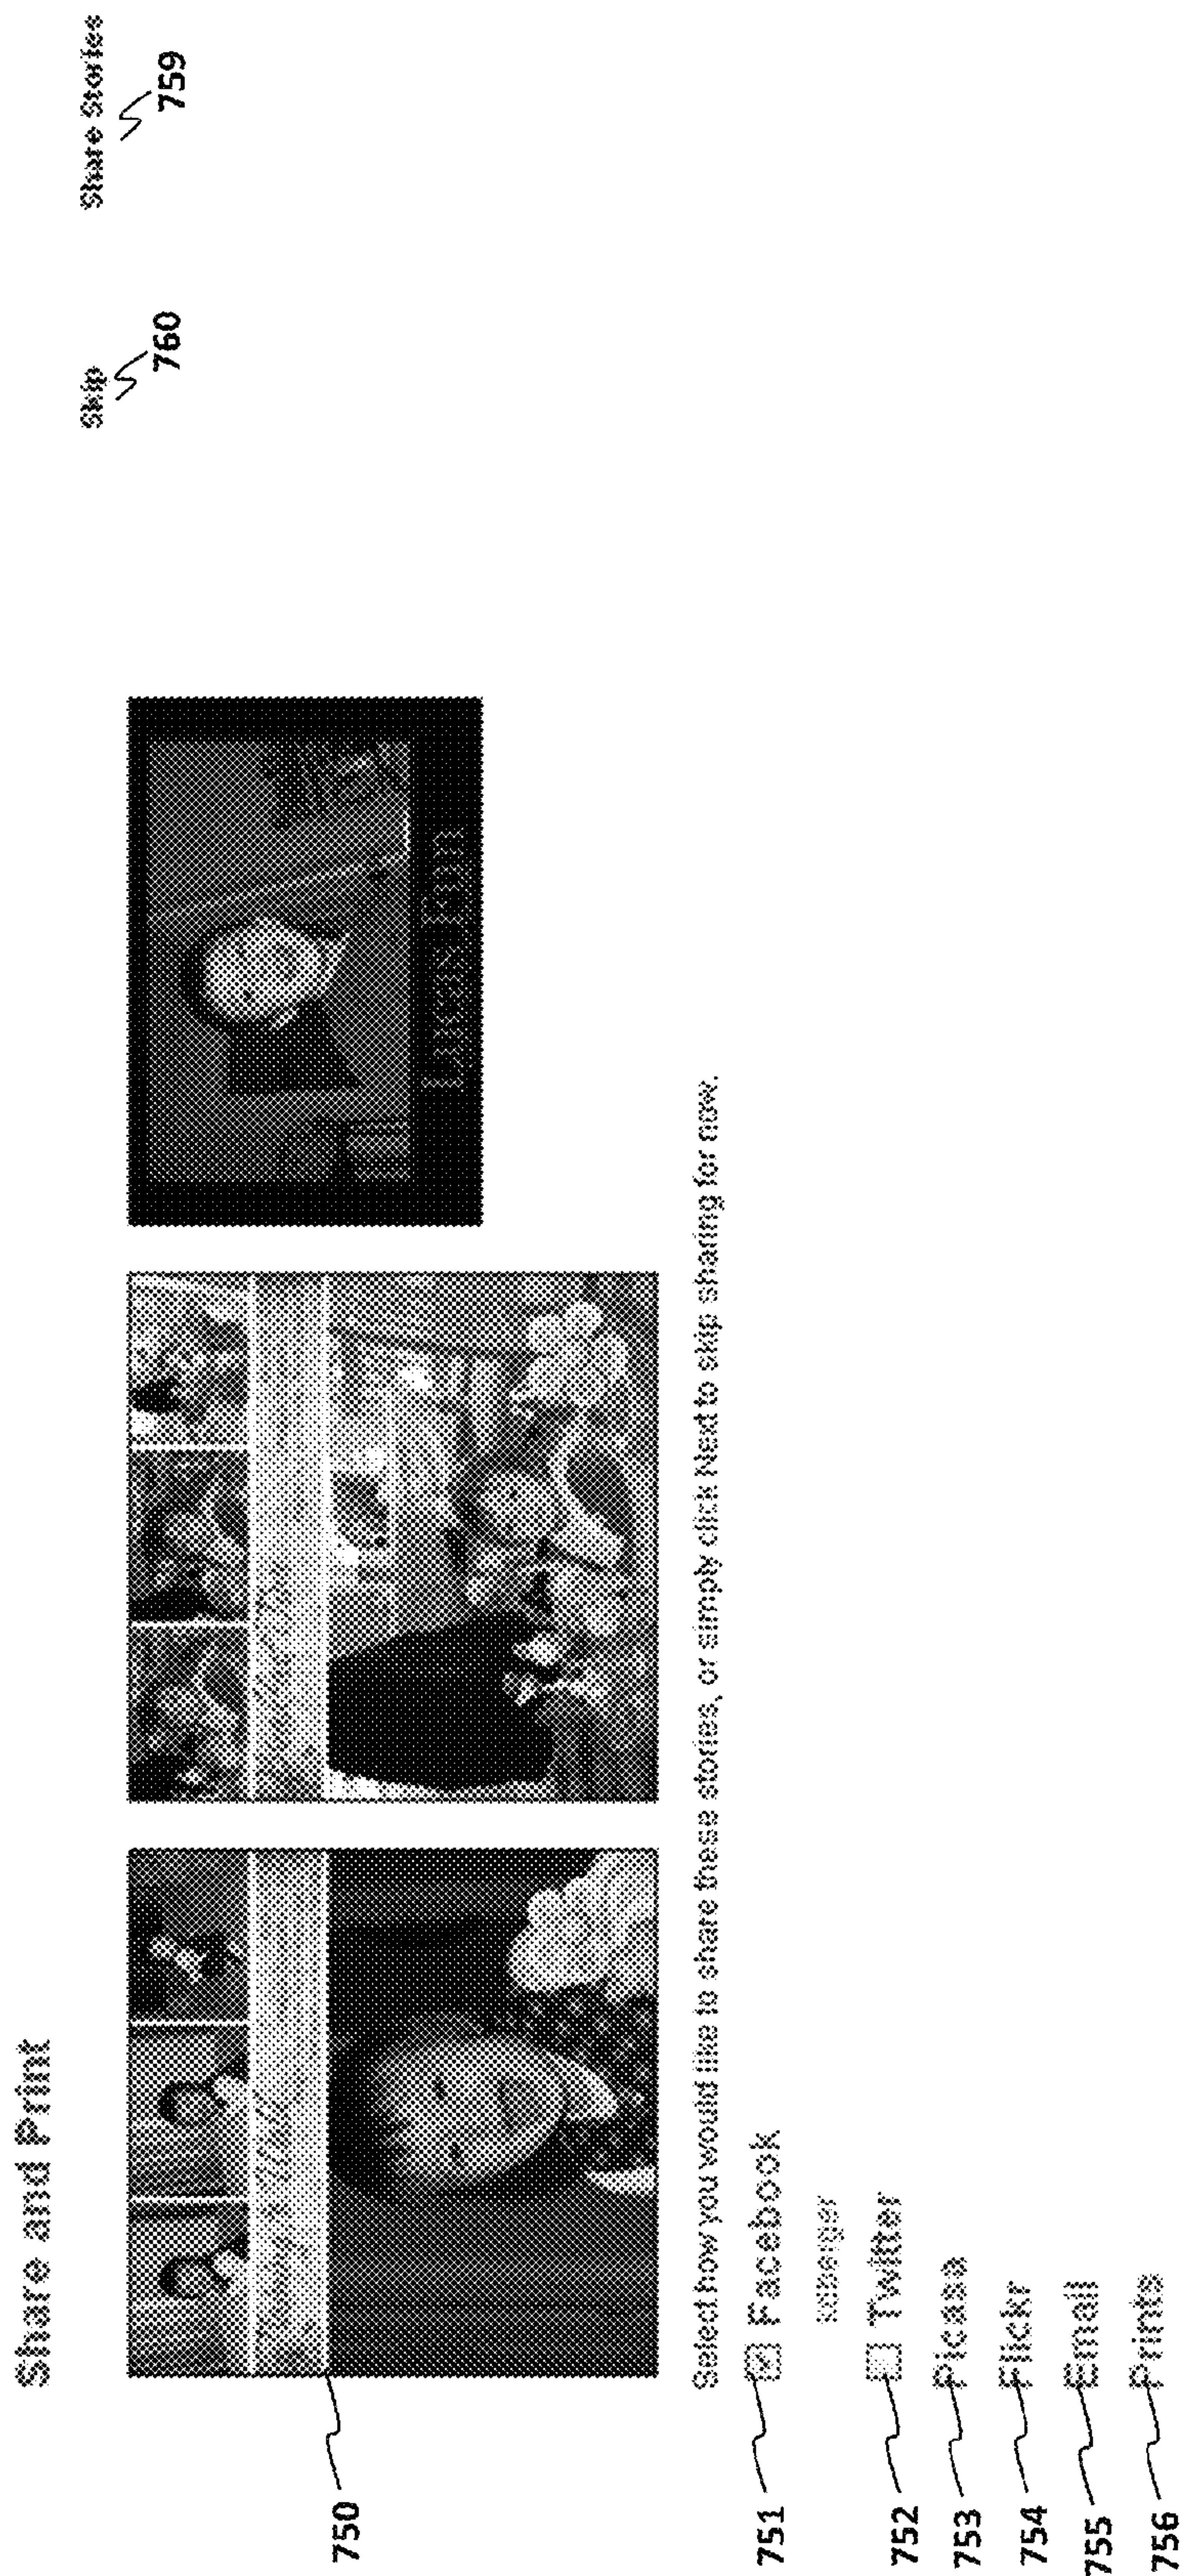 Share and Print
Skip
760
Share Stories
759
750
Select how you would like to share these stories, or simply click Next to skip sharing for now.
751 Facebook
752 Twitter
753 Picasa
754 Flickr
755 Email
756 Prints